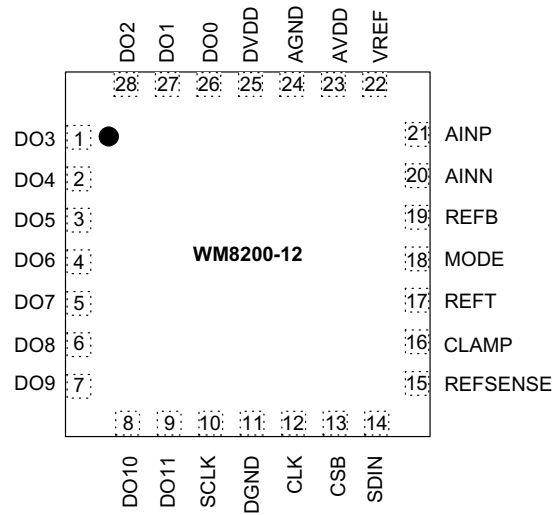 DO2 DO1 DO0 DVDD AGND AVDD VREF
28 27 26 25 24 23 22
DO3 1 21 AINP
DO4 2 20 AINN
DO5 3 19 REFB
DO6 4 WM8200-12 18 MODE
DO7 5 17 REFT
DO8 6 16 CLAMP
DO9 7 15 REFSENSE
8 9 10 11 12 13 14
DO10 DO11 SCLK DGND CLK CSB SDIN